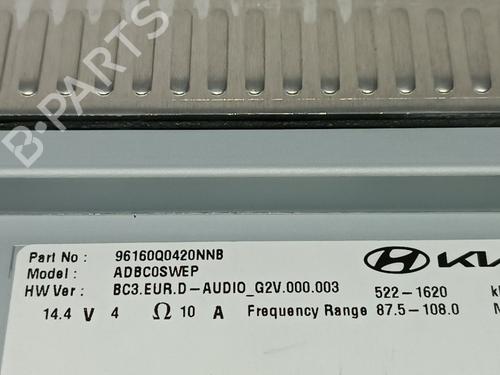 B-PARTS
Part No : 96160Q0420NNB
Model : ADBC0SWEP
HW Ver : BC3.EUR.D-AUDIO_G2V.000.003 522-1620
14.4 V 4 Ω 10 A Frequency Range 87.5-108.0